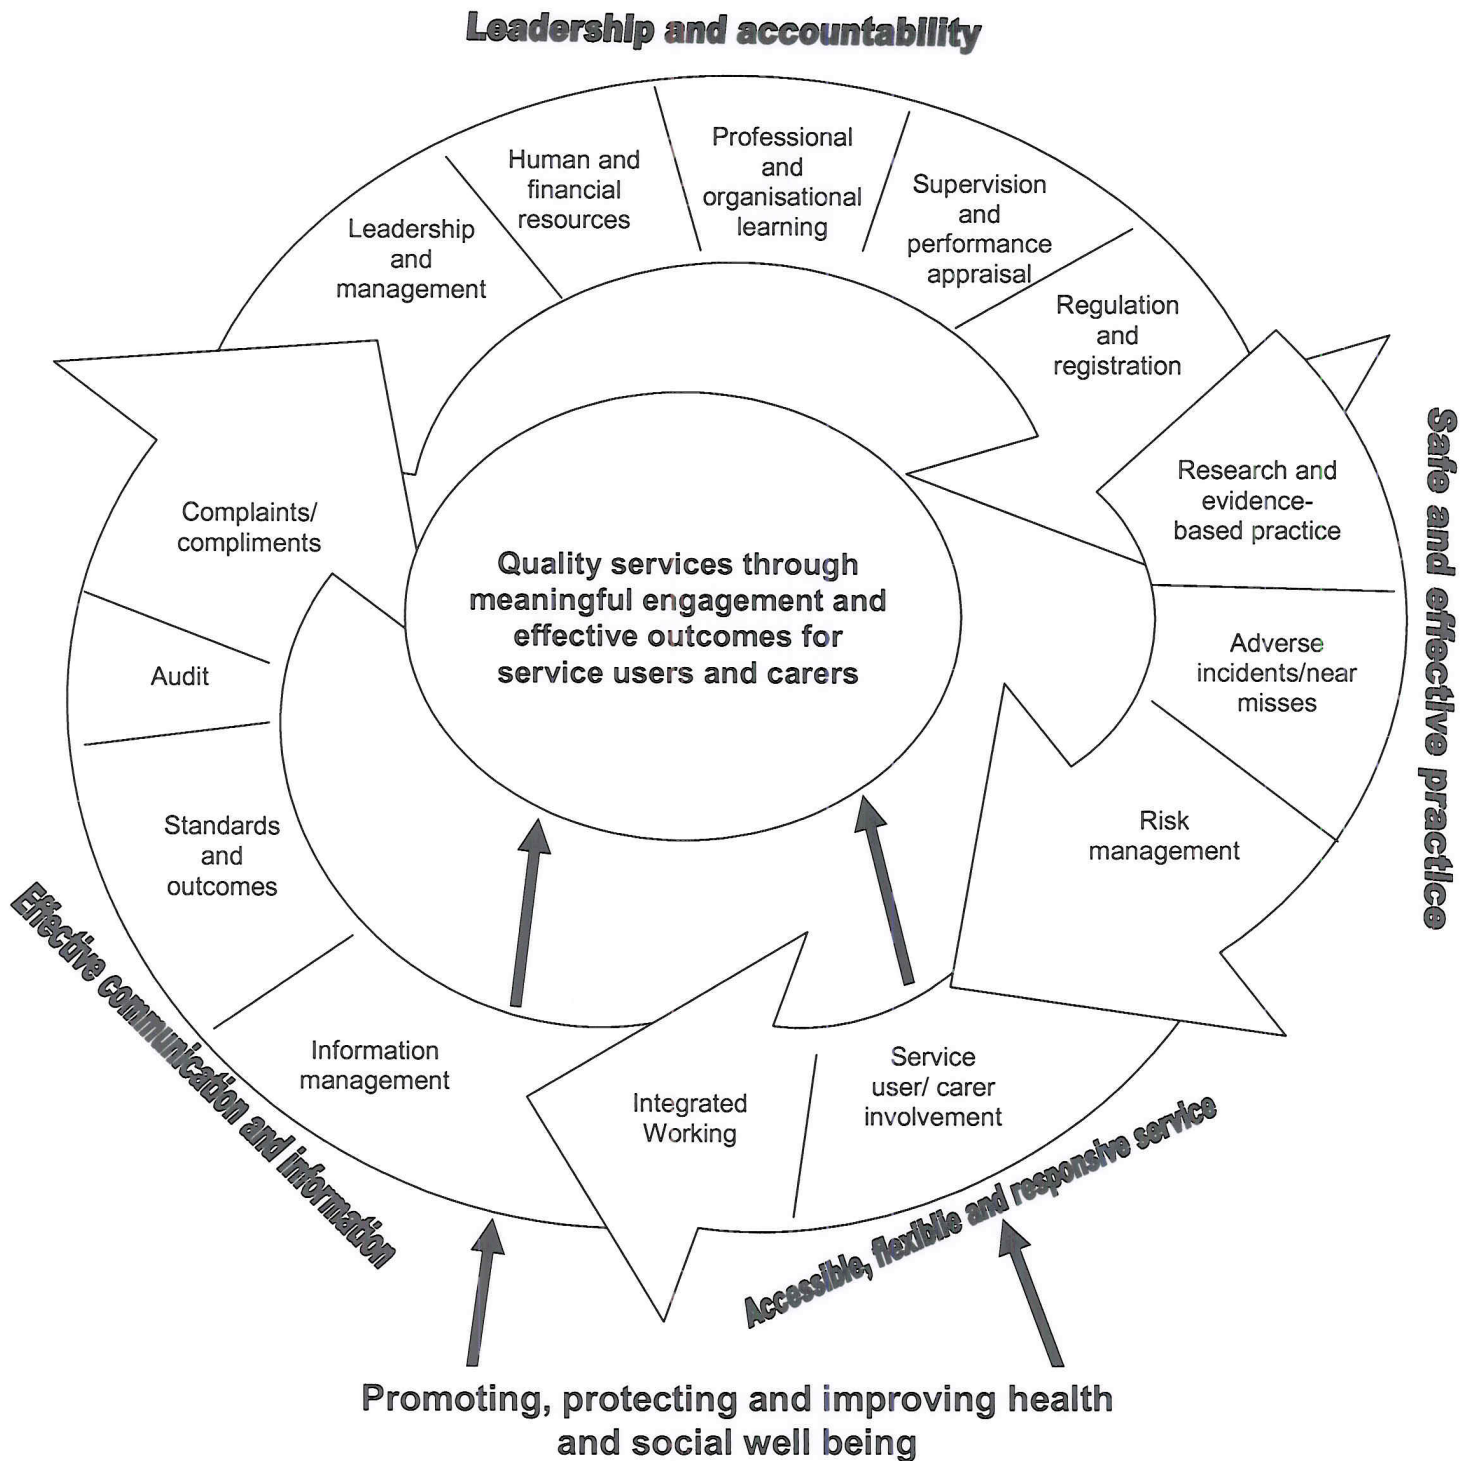 Leadership and accountability
Human and
financial
resources
Professional
and
organisational
learning
Supervision
and
performance
appraisal
Leadership
and
management
Regulation
and
registration
Research and
evidence-
based practice
Adverse
incidents/near
misses
Risk
management
Safe and effective practice
Complaints/
compliments
Audit
Standards
and
outcomes
Information
management
Effective communication and information
Quality services through
meaningful engagement and
effective outcomes for
service users and carers
Integrated
Working
Service
user/ carer
involvement
Accessible, flexiblie and responsive service
Promoting, protecting and improving health
and social well being